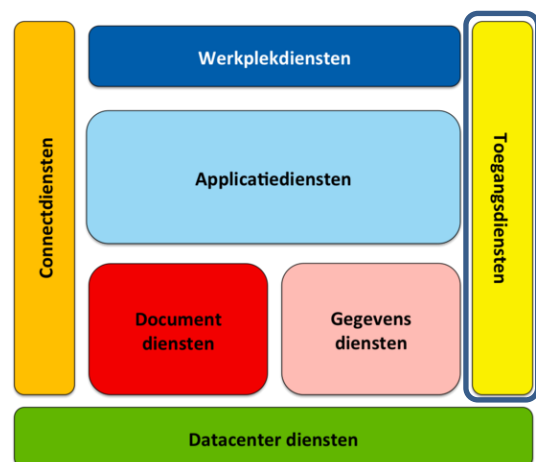 Werkplekdiensten
Connectdiensten
Applicatiediensten
Toegangsdiensten
Document
diensten
Gegevens
diensten
Datacenter diensten